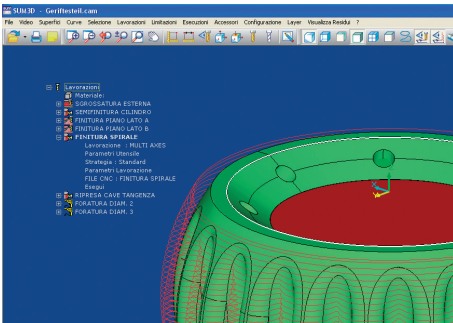 SUM3D - Geriftesteif.cam
File Video Superfici Curve Selezione Lavorazioni Limitazioni Esecuzioni Accessori Configurazione Layer Visualizza Residui ?
Lavorazioni
Materiale:
SGROSSATURA ESTERNA
SEMIFINITURA CILINDRO
FINITURA PIANO LATO A
FINITURA PIANO LATO B
FINITURA SPIRALE
Lavorazione : MULTI AXES
Parametri Utensile
Strategia : Standard
Parametri Lavorazione
FILE CNC : FINITURA SPIRALE
Esegui
RIPRESA CAVE TANGENZA
FORATURA DIAM. 2
FORATURA DIAM. 3